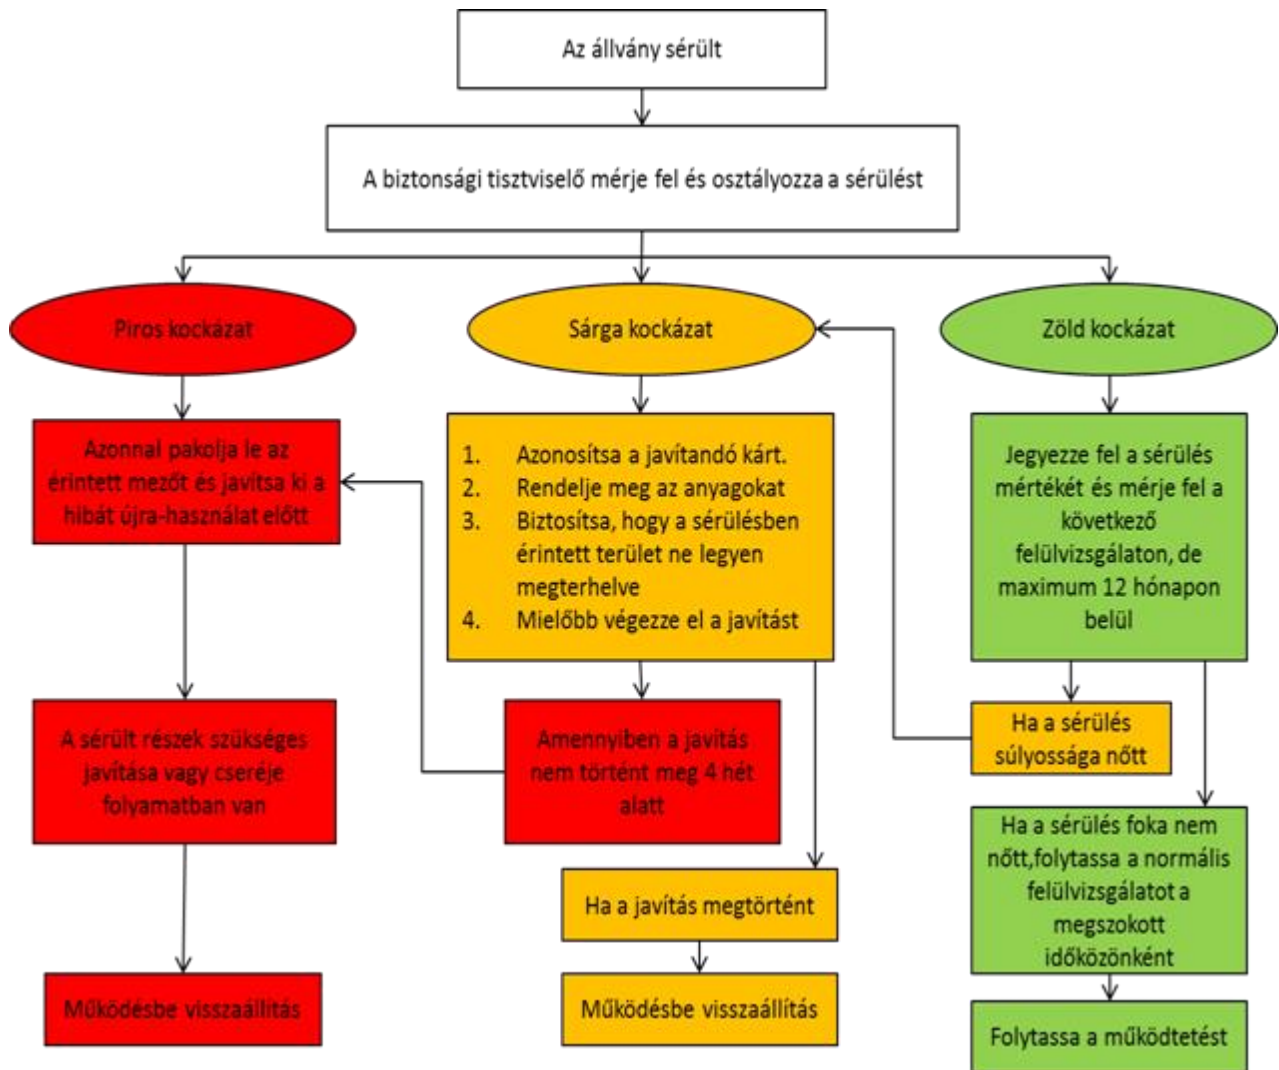 Az állvány sérült
A biztonsági tisztviselő mérje fel és osztályozza a sérülést
Piros kockázat
Sárga kockázat
Zöld kockázat
Azonnal pakolja le az
érintett mezőt és javítsa ki a
hibát újra-használat előtt
1. Azonosítsa a javítandó kárt.
2. Rendelje meg az anyagokat
3. Biztosítsa, hogy a sérülésben
érintett terület ne legyen
megterhelve
4. Mielőbb végezze el a javítást
Jegyezze fel a sérülés
mértékét és mérje fel a
következő
felülvizsgálaton, de
maximum 12 hónapon
belül
A sérült részek szükséges
javítása vagy cseréje
folyamatban van
Amennyiben a javítás
nem történt meg 4 hét
alatt
Ha a sérülés
súlyossága nőtt
Ha a javítás megtörtént
Ha a sérülés foka nem
nőtt,folytassa a normális
felülvizsgálatot a
megszokott
időközönként
Működésbe visszaállítás
Működésbe visszaállítás
Folytassa a működtetést